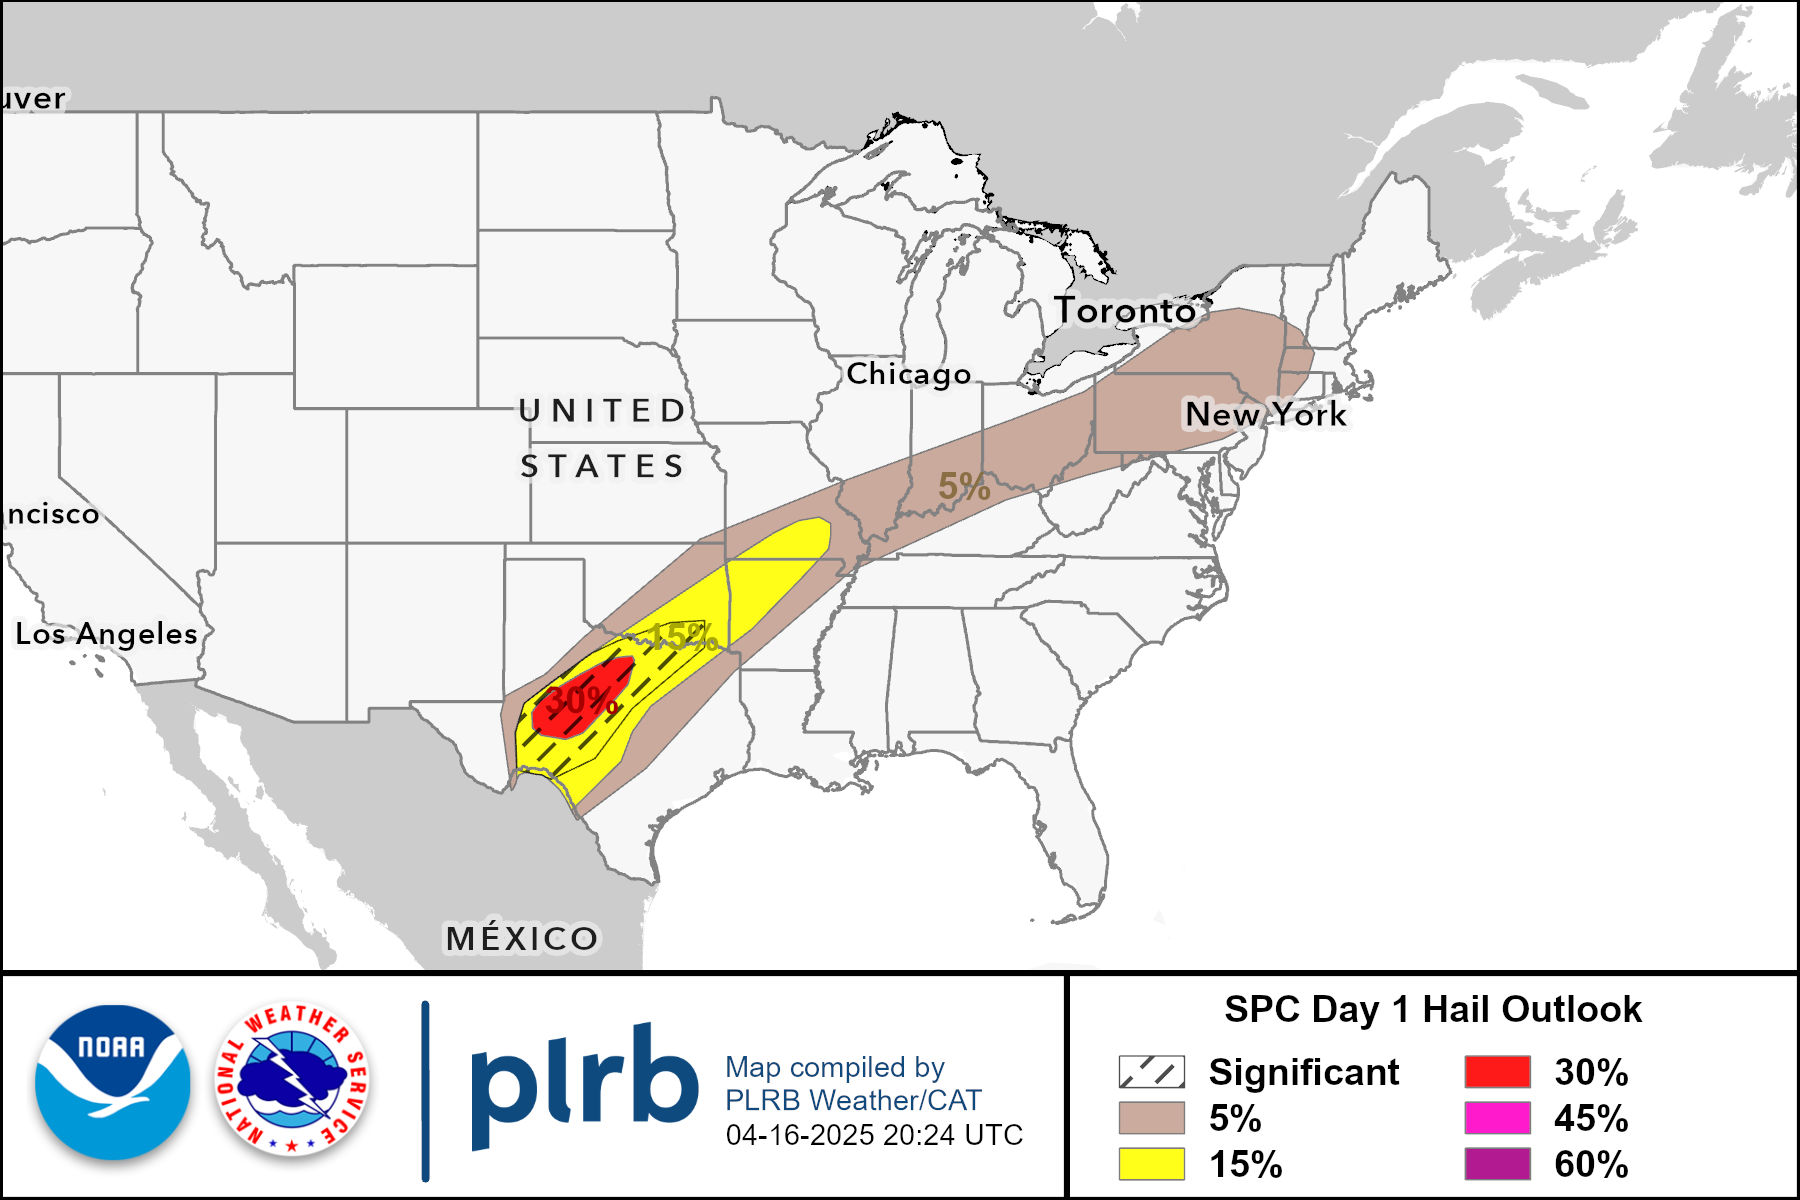 uver
Toronto
Chicago
UNITED
STATES
New York
5%
ncisco
Los Angeles
15%
30%
MÉXICO
NOAA
NATIONAL WEATHER SERVICE
plrb
Map compiled by
PLRB Weather/CAT
04-16-2025 20:24 UTC
SPC Day 1 Hail Outlook
Significant
5%
15%
30%
45%
60%